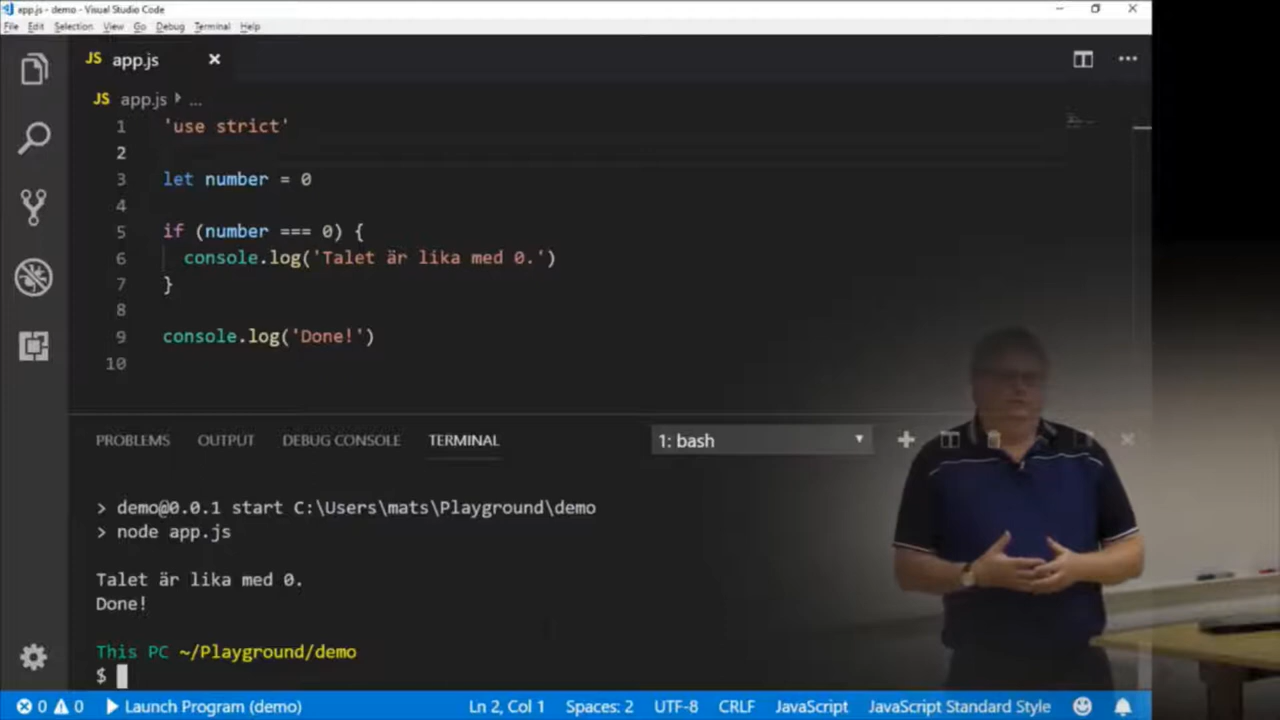 app.js - demo - Visual Studio Code
File Edit Selection View Go Debug Terminal Help
JS app.js
JS app.js ...
1 'use strict'
2
3 let number = 0
4
5 if (number === 0) {
6 console.log('Talet är lika med 0.')
7 }
8
9 console.log('Done!')
10
PROBLEMS OUTPUT DEBUG CONSOLE TERMINAL 1: bash
> demo@0.0.1 start C:\Users\mats\Playground\demo
> node app.js
Talet är lika med 0.
Done!
This PC ~/Playground/demo
$
0 0 Launch Program (demo) Ln 2, Col 1 Spaces: 2 UTF-8 CRLF JavaScript JavaScript Standard Style